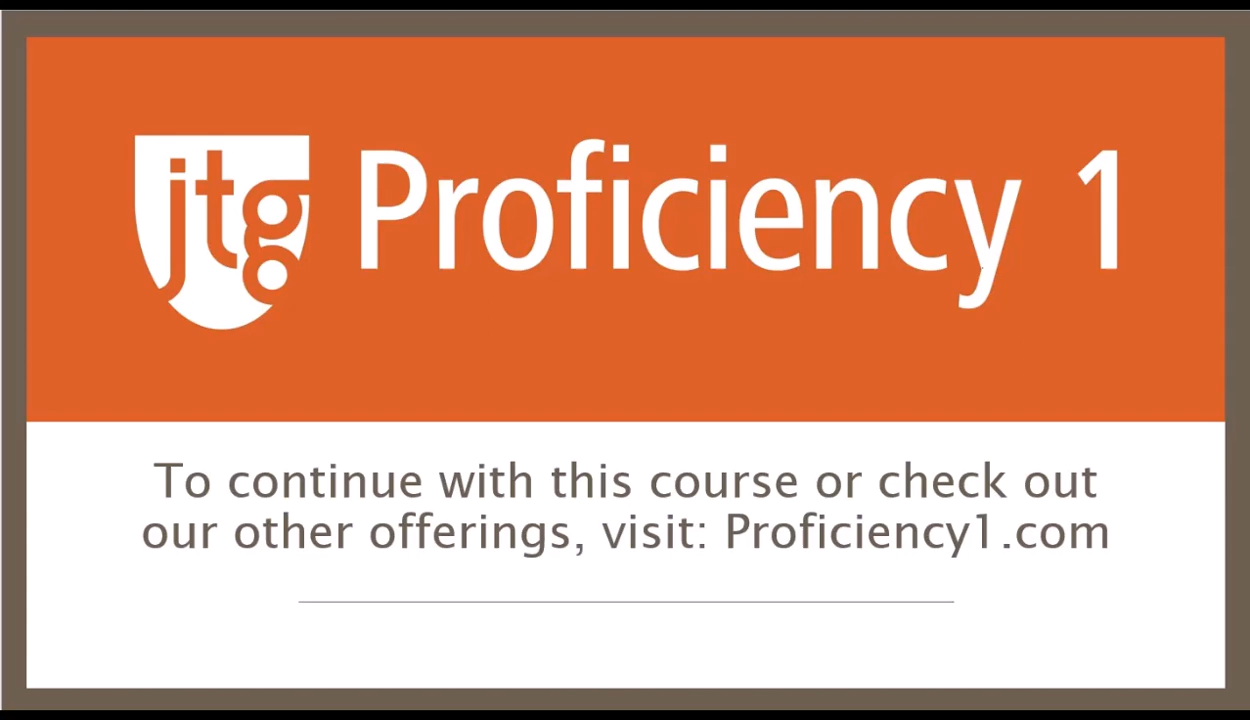 jtg Proficiency 1
To continue with this course or check out
our other offerings, visit: Proficiency1.com